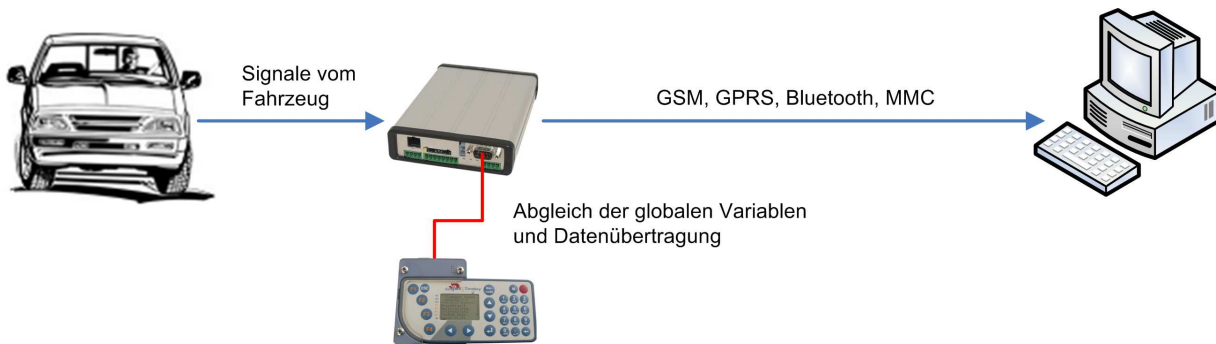 Signale vom
Fahrzeug
GSM, GPRS, Bluetooth, MMC
Abgleich der globalen Variablen
und Datenübertragung